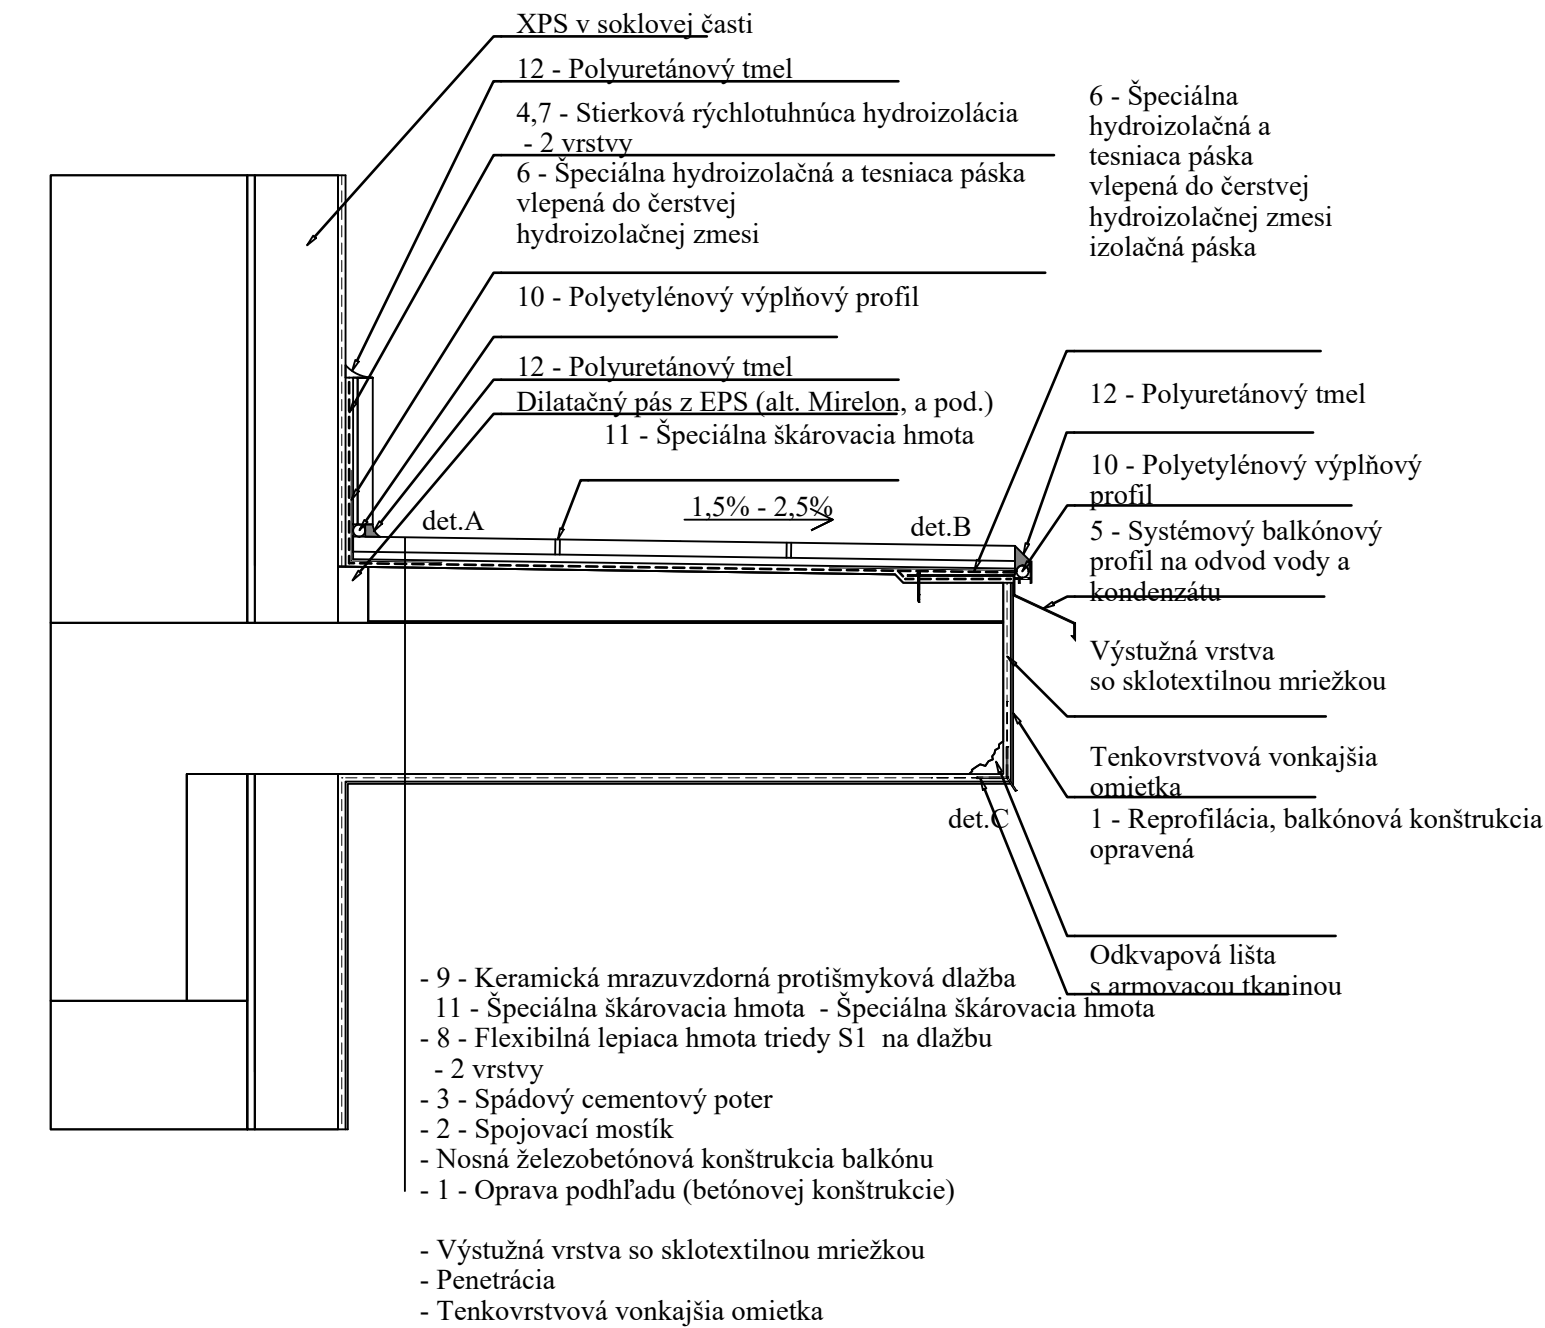 XPS v soklovej časti
12 - Polyuretánový tmel
4,7 - Stierková rýchlotuhnúca hydroizolácia
- 2 vrstvy
6 - Špeciálna hydroizolačná a tesniaca páska
vlepená do čerstvej
hydroizolačnej zmesi
10 - Polyetylénový výplňový profil
12 - Polyuretánový tmel
Dilatačný pás z EPS (alt. Mirelon, a pod.)
11 - Špeciálna škárovacia hmota
1,5% - 2,5%
det.A
det.B
6 - Špeciálna
hydroizolačná a
tesniaca páska
vlepená do čerstvej
hydroizolačnej zmesi
izolačná páska
12 - Polyuretánový tmel
10 - Polyetylénový výplňový
profil
5 - Systémový balkónový
profil na odvod vody a
kondenzátu
Výstužná vrstva
so sklotextilnou mriežkou
Tenkovrstvová vonkajšia
omietka
1 - Reprofilácia, balkónová konštrukcia
opravená
det.C
Odkvapová lišta
s armovacou tkaninou
- 9 - Keramická mrazuvzdorná protišmyková dlažba
11 - Špeciálna škárovacia hmota  - Špeciálna škárovacia hmota
- 8 - Flexibilná lepiaca hmota triedy S1  na dlažbu
- 2 vrstvy
- 3 - Spádový cementový poter
- 2 - Spojovací mostík
- Nosná železobetónová konštrukcia balkónu
- 1 - Oprava podhľadu (betónovej konštrukcie)
- Výstužná vrstva so sklotextilnou mriežkou
- Penetrácia
- Tenkovrstvová vonkajšia omietka